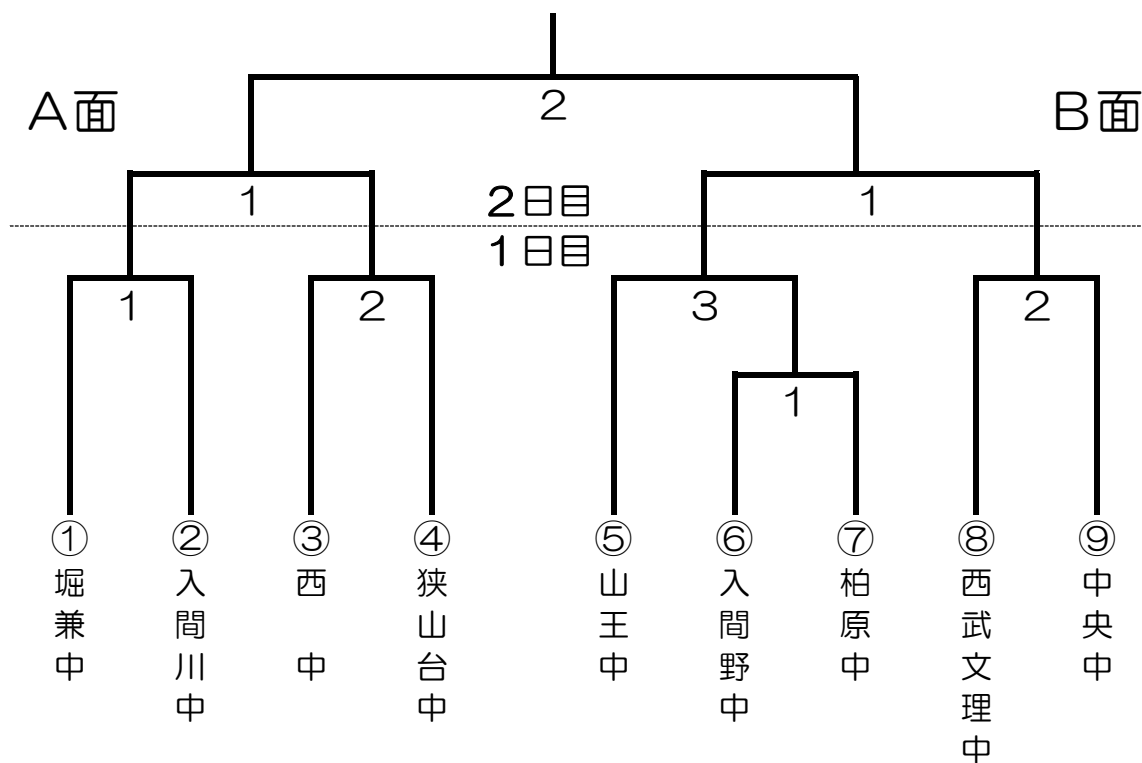 2
A面
B面
1
2日目
1
1日目
1
2
3
2
1
①堀兼中
②入間川中
③西 中
④狭山台中
⑤山王中
⑥入間野中
⑦柏原中
⑧西武文理中
⑨中央中